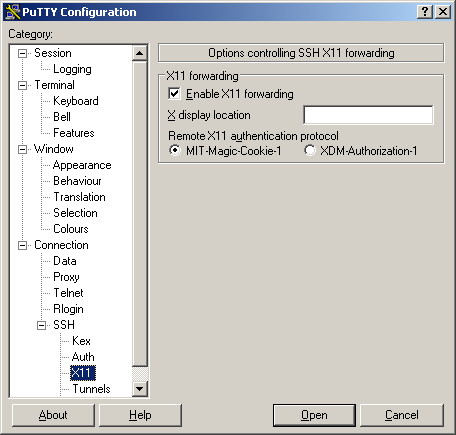 PuTTY Configuration
Category:
Session
Logging
Terminal
Keyboard
Bell
Features
Window
Appearance
Behaviour
Translation
Selection
Colours
Connection
Data
Proxy
Telnet
Rlogin
SSH
Kex
Auth
X11
Tunnels
Options controlling SSH X11 forwarding
X11 forwarding
Enable X11 forwarding
X display location
Remote X11 authentication protocol
MIT-Magic-Cookie-1 XDM-Authorization-1
About Help Open Cancel